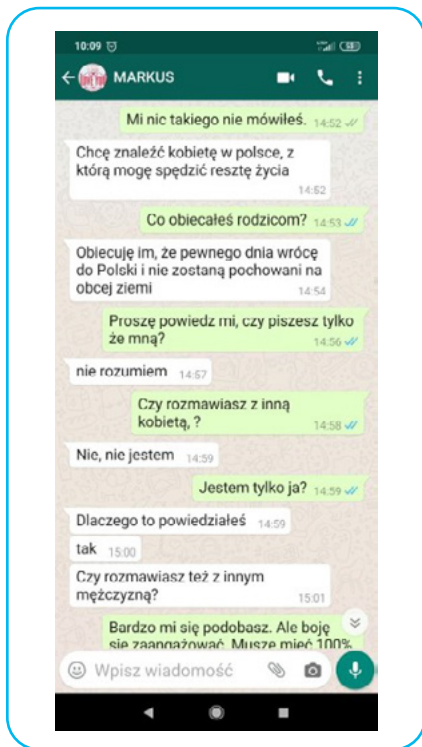 10:09
MARKUS
Mi nic takiego nie mówiłeś. 14:52
Chcę znaleźć kobietę w polsce, z
którą mogę spędzić resztę życia
14:52
Co obiecałeś rodzicom? 14:53
Obiecuję im, że pewnego dnia wrócę
do Polski i nie zostaną pochowani na
obcej ziemi 14:54
Proszę powiedz mi, czy piszesz tylko
że mną? 14:56
nie rozumiem 14:57
Czy rozmawiasz z inną
kobietą, ? 14:58
Nie, nie jestem 14:59
Jestem tylko ja? 14:59
Dlaczego to powiedziałeś 14:59
tak 15:00
Czy rozmawiasz też z innym
mężczyzną? 15:01
Bardzo mi się podobasz. Ale boję
się zaangażować. Muszę mieć 100%
Wpisz wiadomość